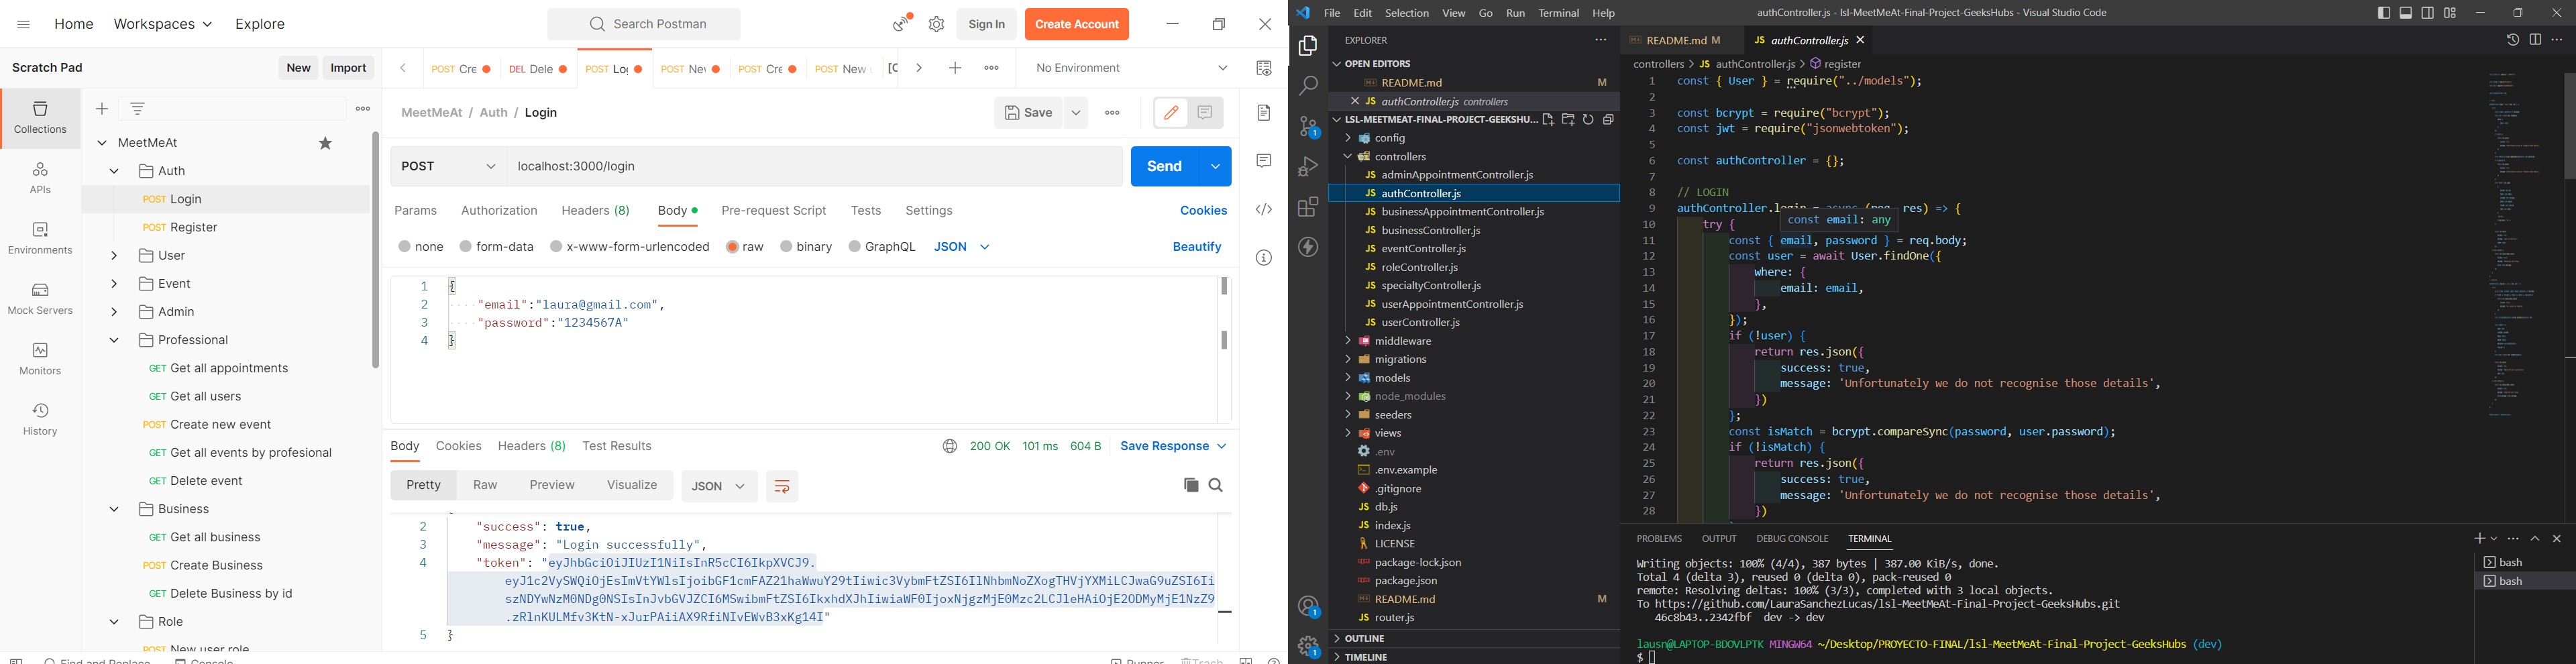 Home
Workspaces
Explore
Search Postman
Sign In
Create Account
Scratch Pad
New
Import
Collections
APIs
Environments
Mock Servers
Monitors
History
MeetMeAt
Auth
POST Login
POST Register
User
Event
Admin
Professional
GET Get all appointments
GET Get all users
POST Create new event
GET Get all events by profesional
GET Delete event
Business
GET Get all business
POST Create Business
GET Delete Business by id
Role
POST New user role
Find and Replace
Console
POST Cre
DEL Dele
POST Log
POST Nev
POST Cre
POST New u
No Environment
MeetMeAt / Auth / Login
Save
POST
localhost:3000/login
Send
Params
Authorization
Headers (8)
Body
Pre-request Script
Tests
Settings
Cookies
none
form-data
x-www-form-urlencoded
raw
binary
GraphQL
JSON
Beautify
1 {
2 "email":"laura@gmail.com",
3 "password":"1234567A"
4 }
Body
Cookies
Headers (8)
Test Results
200 OK
101 ms
604 B
Save Response
Pretty
Raw
Preview
Visualize
JSON
2 "success": true,
3 "message": "Login successfully",
4 "token": "eyJhbGciOiJIUzI1NiIsInR5cCI6IkpXVCJ9.
5 }
Runner
Trash
File Edit Selection View Go Run Terminal Help
authController.js - lsl-MeetMeAt-Final-Project-GeeksHubs - Visual Studio Code
EXPLORER
OPEN EDITORS
README.md M
authController.js controllers
LSL-MEETMEAT-FINAL-PROJECT-GEEKSHU...
config
controllers
adminAppointmentController.js
authController.js
businessAppointmentController.js
businessController.js
eventController.js
roleController.js
specialtyController.js
userAppointmentController.js
userController.js
middleware
migrations
models
node_modules
seeders
views
.env
.env.example
.gitignore
db.js
index.js
LICENSE
package-lock.json
package.json
README.md M
router.js
OUTLINE
TIMELINE
README.md M
authController.js
controllers > JS authController.js > register
1 const { User } = require("../models");
2
3 const bcrypt = require("bcrypt");
4 const jwt = require("jsonwebtoken");
5
6 const authController = {};
7
8 // LOGIN
9 authController.login = async (req, res) => {
const email: any
10 try {
11 const { email, password } = req.body;
12 const user = await User.findOne({
13 where: {
14 email: email,
15 },
16 });
17 if (!user) {
18 return res.json({
19 success: true,
20 message: 'Unfortunately we do not recognise those details',
21 })
22 };
23 const isMatch = bcrypt.compareSync(password, user.password);
24 if (!isMatch) {
25 return res.json({
26 success: true,
27 message: 'Unfortunately we do not recognise those details',
28 })
PROBLEMS
OUTPUT
DEBUG CONSOLE
TERMINAL
Writing objects: 100% (4/4), 387 bytes | 387.00 KiB/s, done.
Total 4 (delta 3), reused 0 (delta 0), pack-reused 0
remote: Resolving deltas: 100% (3/3), completed with 3 local objects.
To https://github.com/LauraSanchezLucas/lsl-MeetMeAt-Final-Project-GeeksHubs.git
46c8b43..2342fbf dev -> dev
lausn@LAPTOP-BDOVLPTK MINGW64 ~/Desktop/PROYECTO-FINAL/lsl-MeetMeAt-Final-Project-GeeksHubs (dev)
$
bash
bash